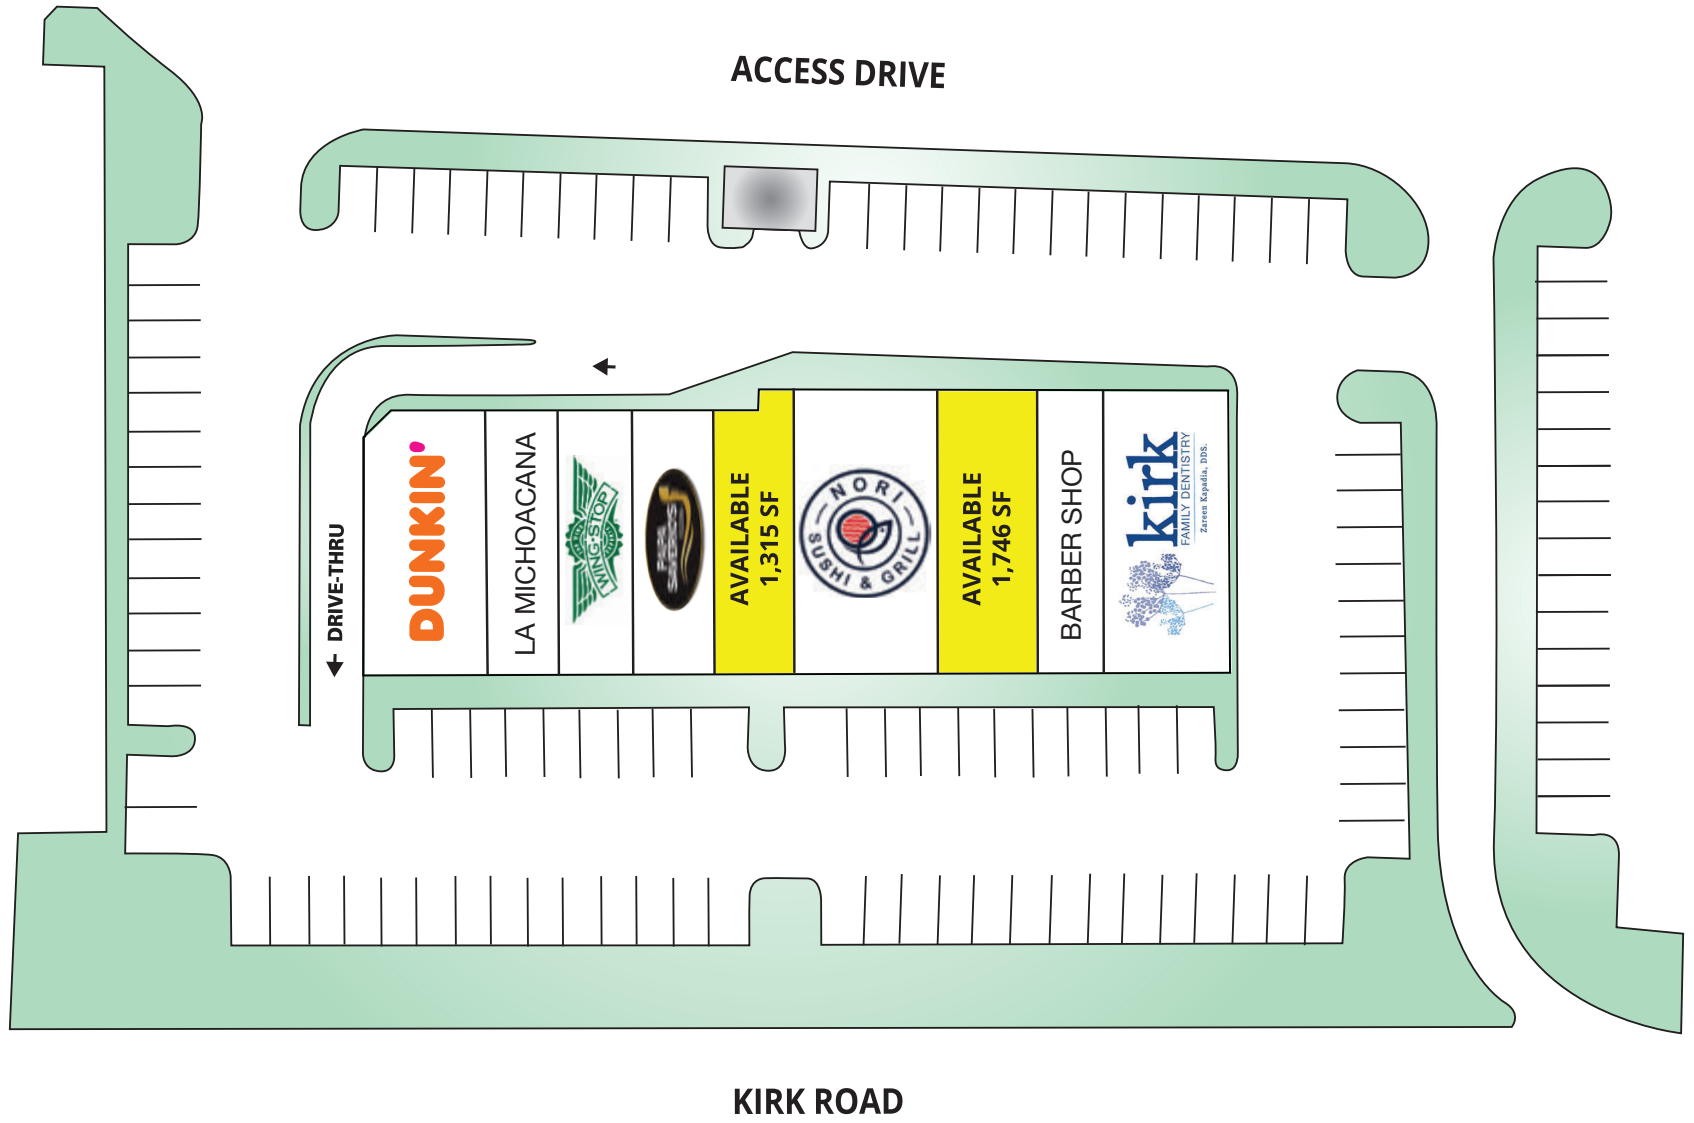 ACCESS DRIVE
DRIVE-THRU
DUNKIN'
LA MICHOACANA
WING·STOP
AVAILABLE
1,315 SF
NORI
SUSHI & GRILL
AVAILABLE
1,746 SF
BARBER SHOP
kirk
FAMILY DENTISTRY
Zareen Kapadia, DDS.
KIRK ROAD